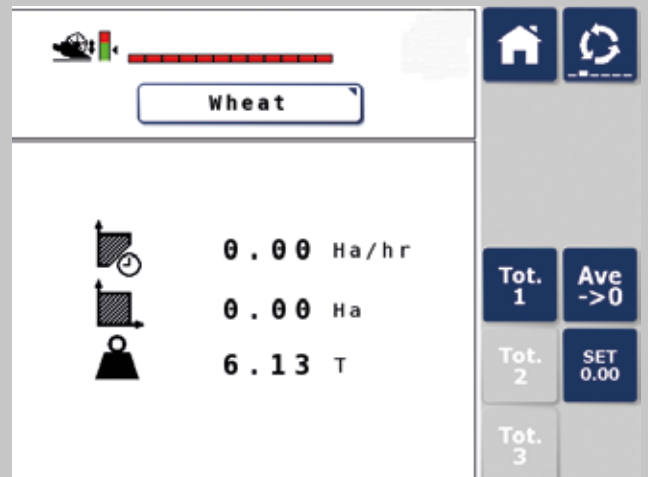 Wheat
0.00 Ha/hr
0.00 Ha
6.13 T
Tot.
1
Ave
->0
Tot.
2
SET
0.00
Tot.
3